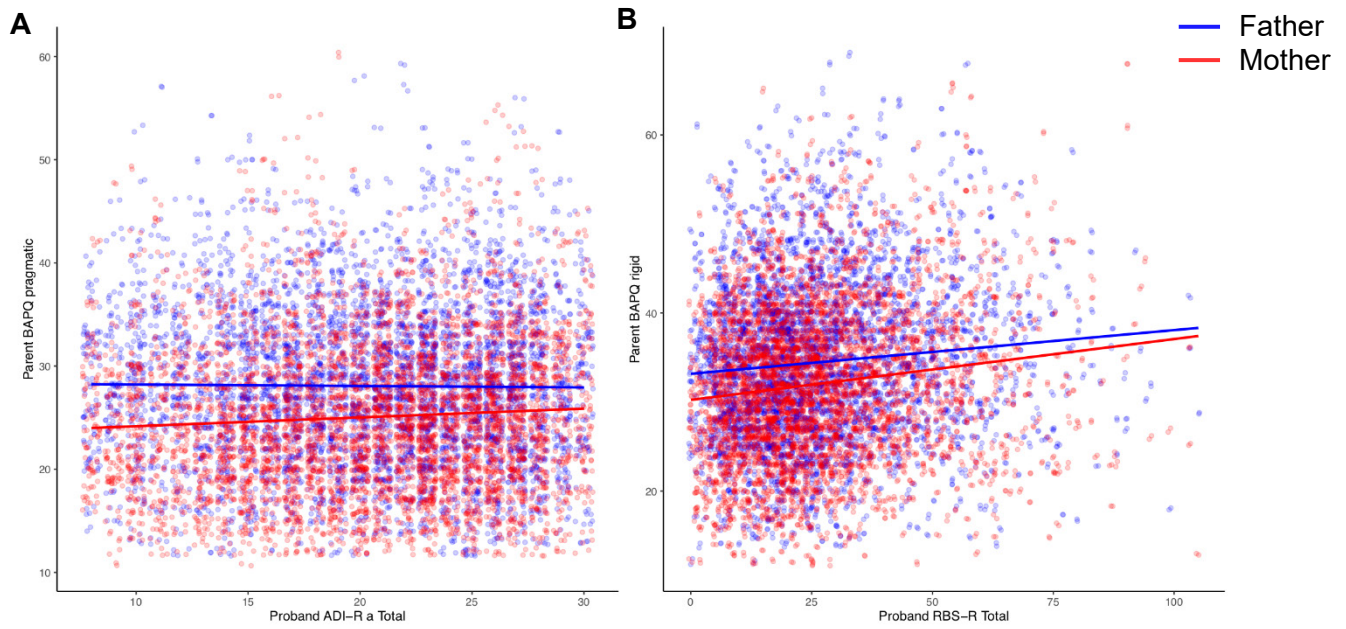 A
B
Father
Mother
60
50
40
30
20
10
Parent BAPQ pragmatic
10
15
20
25
30
Proband ADI−R a Total
60
40
20
Parent BAPQ rigid
0
25
50
75
100
Proband RBS−R Total